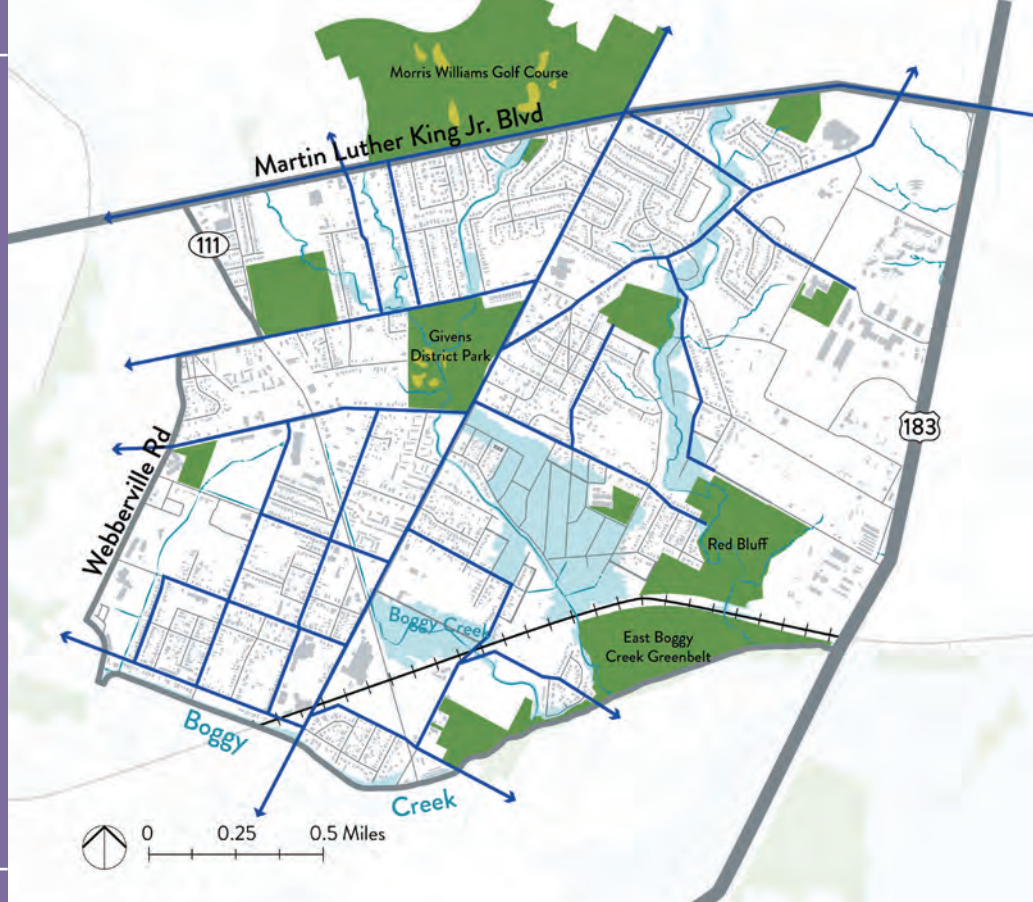 Morris Williams Golf Course
Martin Luther King Jr. Blvd
111
Givens
District Park
183
Webberville Rd
Red Bluff
Boggy Creek
East Boggy
Creek Greenbelt
Boggy
Creek
0 0.25 0.5 Miles